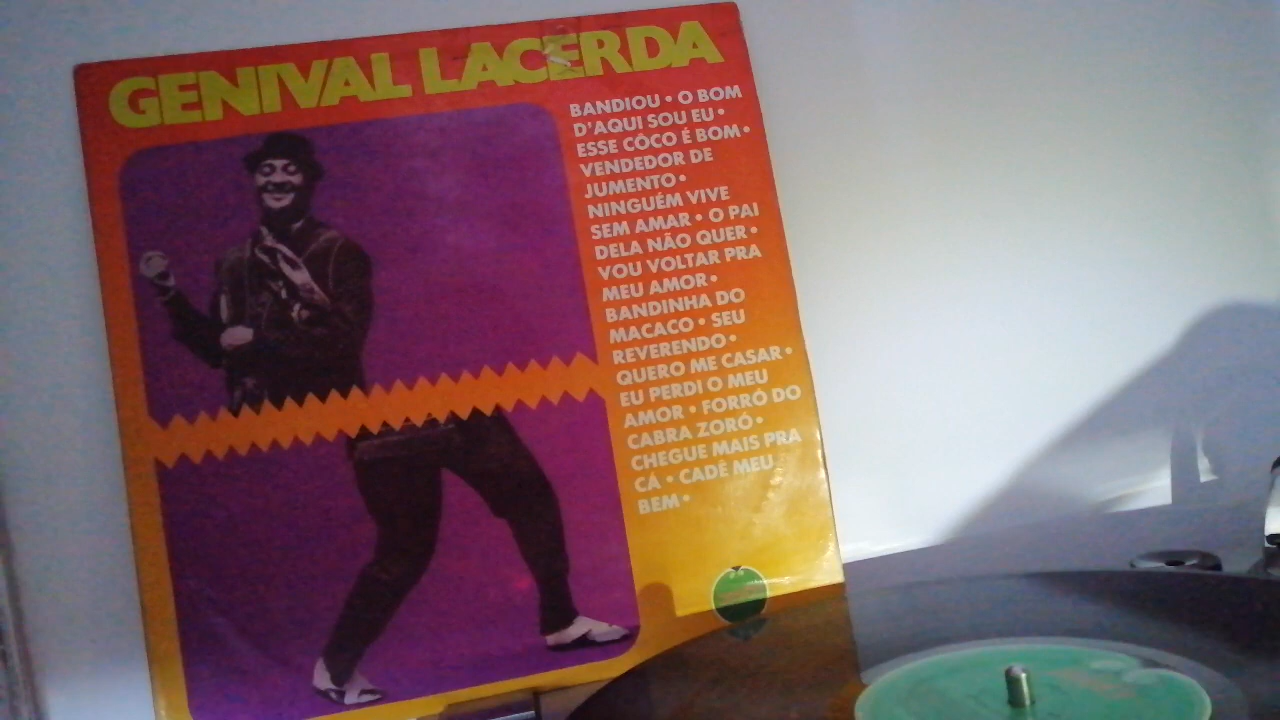 GENIVAL LACERDA
BANDIOU • O BOM
D'AQUI SOU EU •
ESSE CÔCO É BOM •
VENDEDOR DE
JUMENTO •
NINGUÉM VIVE
SEM AMAR • O PAI
DELA NÃO QUER •
VOU VOLTAR PRA
MEU AMOR •
BANDINHA DO
MACACO • SEU
REVERENDO •
QUERO ME CASAR •
EU PERDI O MEU
AMOR • FORRÓ DO
CABRA ZORÓ •
CHEGUE MAIS PRA
CÁ • CADÊ MEU
BEM •